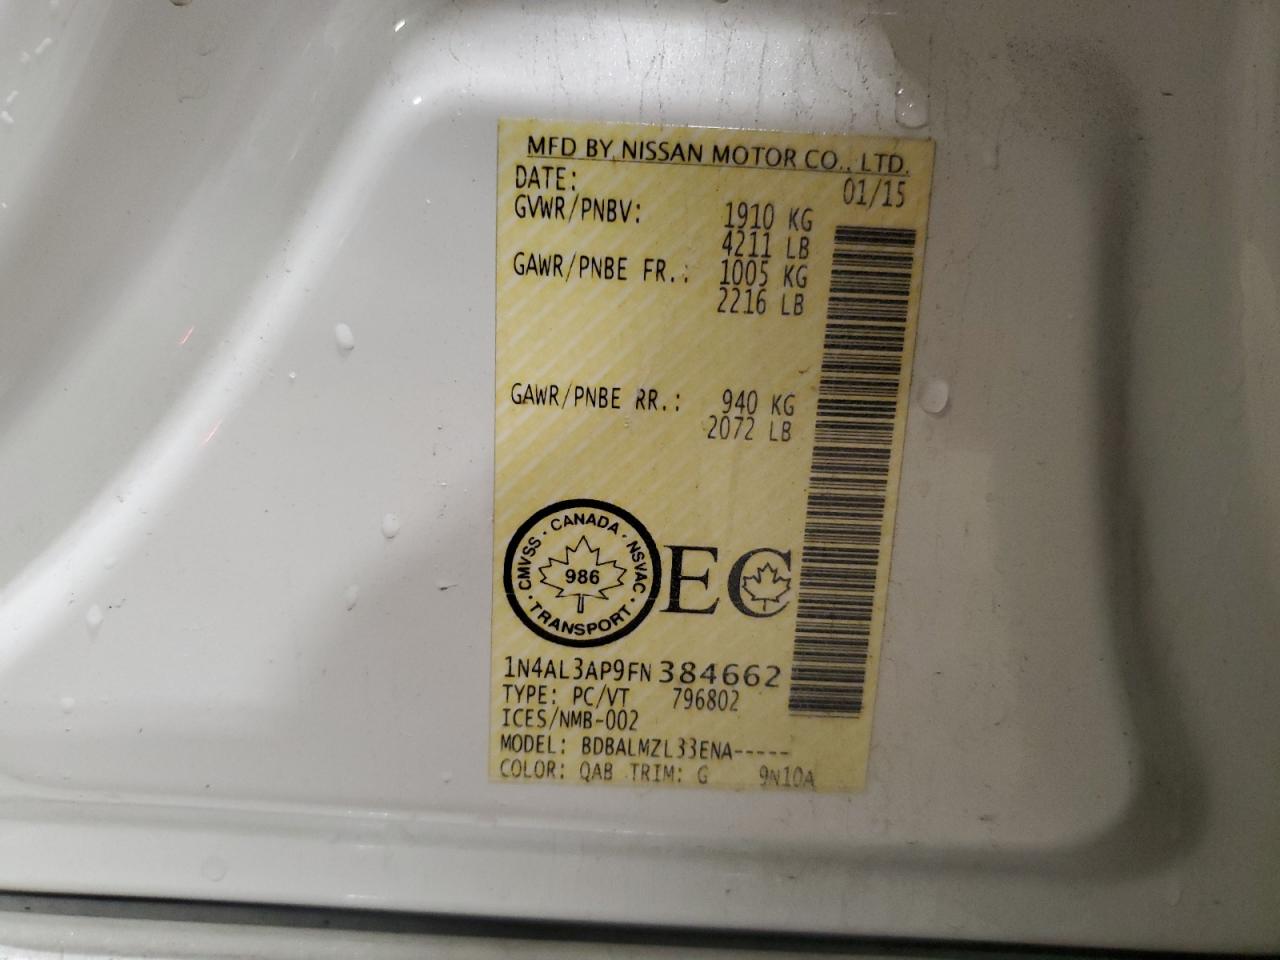 MFD BY NISSAN MOTOR CO., LTD.
DATE: 01/15
GVWR/PNBV: 1910 KG
4211 LB
GAWR/PNBE FR.: 1005 KG
2216 LB
GAWR/PNBE RR.: 940 KG
2072 LB
CANADA · NSVAC · TRANSPORT · CMVSS ·
986
EC
1N4AL3AP9FN384662
TYPE: PC/VT 796802
ICES/NMB-002
MODEL: BDBALMZL33ENA-----
COLOR: QAB TRIM: G 9N10A